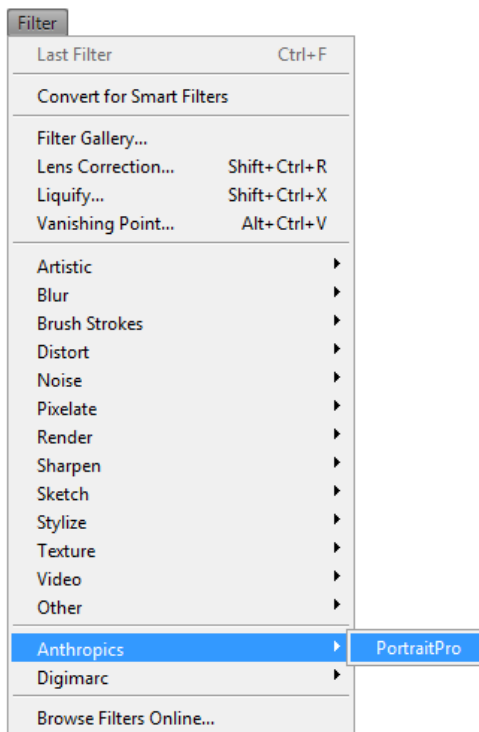 Filter
Last Filter Ctrl+F
Convert for Smart Filters
Filter Gallery...
Lens Correction... Shift+Ctrl+R
Liquify... Shift+Ctrl+X
Vanishing Point... Alt+Ctrl+V
Artistic
Blur
Brush Strokes
Distort
Noise
Pixelate
Render
Sharpen
Sketch
Stylize
Texture
Video
Other
Anthropics PortraitPro
Digimarc
Browse Filters Online...